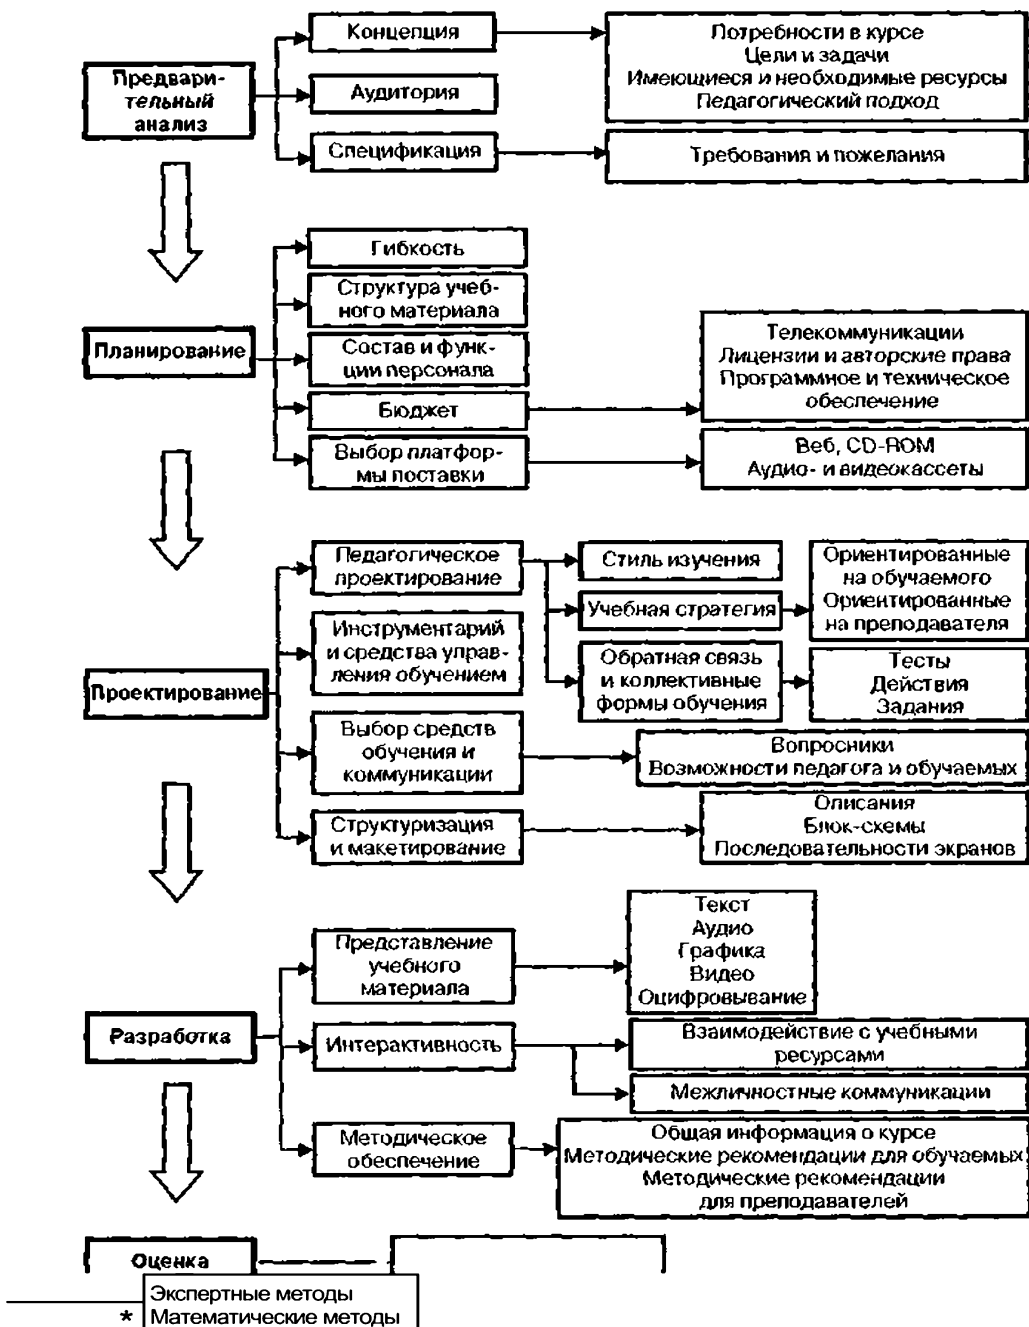 Концепция
Потребности в курсе
Цели и задачи
Имеющиеся и необходимые ресурсы
Педагогический подход
Предвари-
тельный
анализ
Аудитория
Спецификация
Требования и пожелания
Гибкость
Структура учеб-
ного материала
Планирование
Состав и функ-
ции персонала
Бюджет
Телекоммуникации
Лицензии и авторские права
Программное и техническое
обеспечение
Выбор платфор-
мы поставки
Веб, CD-ROM
Аудио- и видеокассеты
Педагогическое
проектирование
Стиль изучения
Учебная стратегия
Ориентированные
на обучаемого
Ориентированные
на преподавателя
Инструментарий
и средства управ-
ления обучением
Обратная связь
и коллективные
формы обучения
Тесты
Действия
Задания
Проектирование
Выбор средств
обучения и
коммуникации
Вопросники
Возможности педагога и обучаемых
Структуризация
и макетирование
Описания
Блок-схемы
Последовательности экранов
Представление
учебного
материала
Текст
Аудио
Графика
Видео
Оцифровывание
Разработка
Интерактивность
Взаимодействие с учебными
ресурсами
Межличностные коммуникации
Методическое
обеспечение
Общая информация о курсе
Методические рекомендации для обучаемых
Методические рекомендации
для преподавателей
Оценка
Экспертные методы
* Математические методы